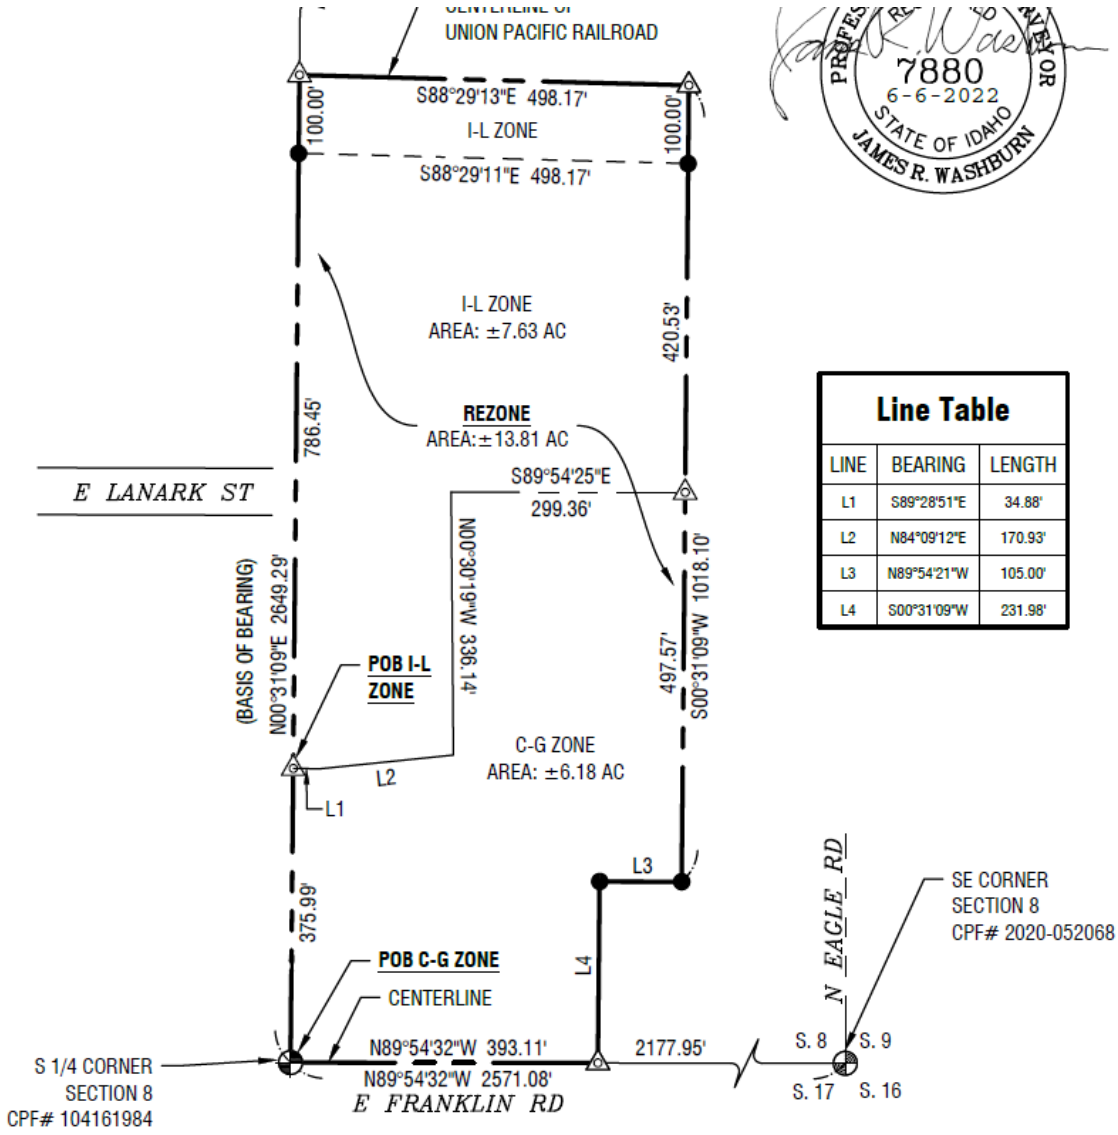 CENTERLINE OF
UNION PACIFIC RAILROAD
S88°29'13"E 498.17'
100.00'
100.00'
I-L ZONE
S88°29'11"E 498.17'
7880
6-6-2022
STATE OF IDAHO
JAMES R. WASHBURN
I-L ZONE
AREA: ±7.63 AC
420.53'
786.45'
REZONE
AREA:±13.81 AC
S89°54'25"E
299.36'
E LANARK ST
Line Table
LINE BEARING LENGTH
L1 S89°28'51"E 34.88'
L2 N84°09'12"E 170.93'
L3 N89°54'21"W 105.00'
L4 S00°31'09"W 231.98'
(BASIS OF BEARING)
N00°31'09"E 2649.29'
N00°30'19"W 336.14'
497.57'
S00°31'09"W 1018.10'
POB I-L
ZONE
C-G ZONE
AREA: ±6.18 AC
L2
L1
L3
375.99'
L4
N EAGLE RD
SE CORNER
SECTION 8
CPF# 2020-052068
POB C-G ZONE
CENTERLINE
S 1/4 CORNER
SECTION 8
CPF# 104161984
N89°54'32"W 393.11'
2177.95'
N89°54'32"W 2571.08'
E FRANKLIN RD
S. 8 S. 9
S. 17 S. 16